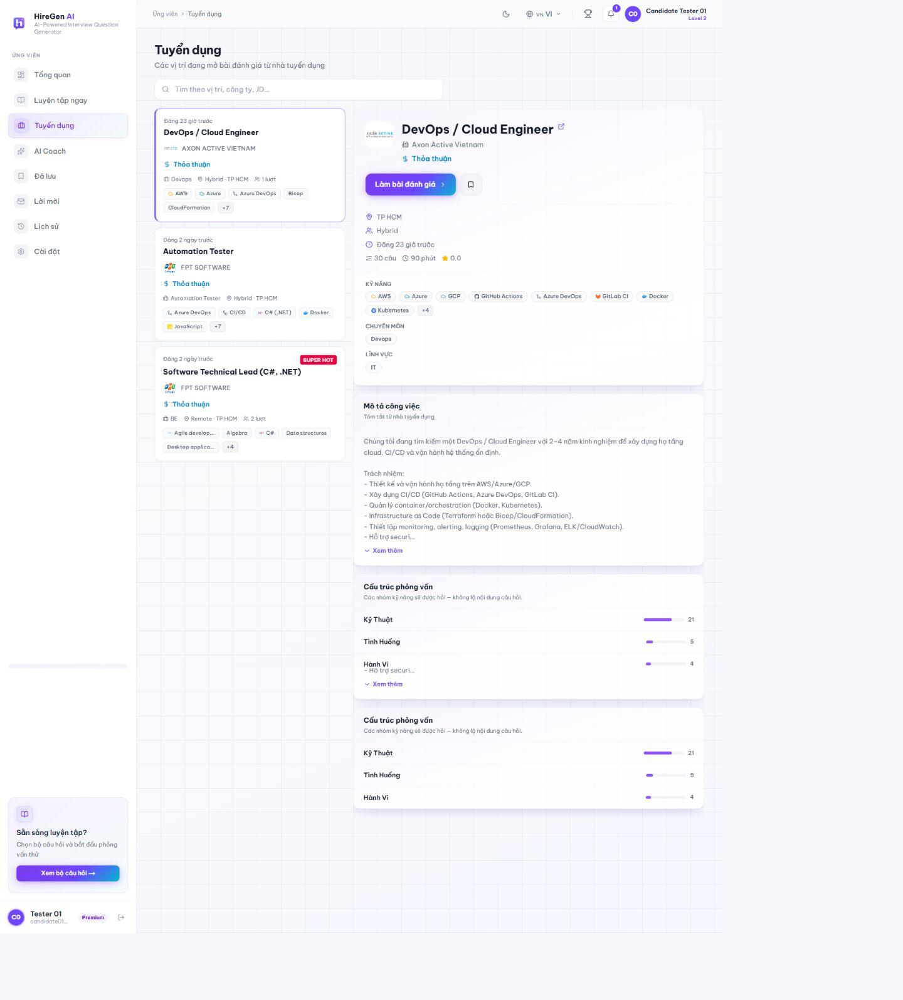 HireGen AI
AI-Powered Interview Question
Generator
ỨNG VIÊN
Tổng quan
Luyện tập ngay
Tuyển dụng
AI Coach
Đã lưu
Lời mời
Lịch sử
Cài đặt
Sẵn sàng luyện tập?
Chọn bộ câu hỏi và bắt đầu phỏng
vấn thử
Xem bộ câu hỏi →
C0
Tester 01
candidate01...
Premium
Ứng viên > Tuyển dụng
VN VI
1
C0
Candidate Tester 01
Level 2
Tuyển dụng
Các vị trí đang mở bài đánh giá từ nhà tuyển dụng
Tìm theo vị trí, công ty, JD...
Đăng 23 giờ trước
DevOps / Cloud Engineer
AXON ACTIVE VIETNAM
$ Thỏa thuận
Devops Hybrid · TP HCM 1 lượt
AWS Azure Azure DevOps Bicep
CloudFormation +7
Đăng 2 ngày trước
Automation Tester
FPT SOFTWARE
$ Thỏa thuận
Automation Tester Hybrid · TP HCM
Azure DevOps CI/CD C# (.NET) Docker
JavaScript +7
Đăng 2 ngày trước
SUPER HOT
Software Technical Lead (C#, .NET)
FPT SOFTWARE
$ Thỏa thuận
BE Remote · TP HCM 2 lượt
Agile develop... Algebra C# Data structures
Desktop applica... +4
AXON ACTIVE
DevOps / Cloud Engineer
Axon Active Vietnam
$ Thỏa thuận
Làm bài đánh giá >
TP HCM
Hybrid
Đăng 23 giờ trước
30 câu 90 phút 0.0
KỸ NĂNG
AWS Azure GCP GitHub Actions Azure DevOps GitLab CI Docker
Kubernetes +4
CHUYÊN MÔN
Devops
LĨNH VỰC
IT
Mô tả công việc
Tóm tắt từ nhà tuyển dụng
Chúng tôi đang tìm kiếm một DevOps / Cloud Engineer với 2–4 năm kinh nghiệm để xây dựng hạ tầng
cloud, CI/CD và vận hành hệ thống ổn định.
Trách nhiệm:
- Thiết kế và vận hành hạ tầng trên AWS/Azure/GCP.
- Xây dựng CI/CD (GitHub Actions, Azure DevOps, GitLab CI).
- Quản lý container/orchestration (Docker, Kubernetes).
- Infrastructure as Code (Terraform hoặc Bicep/CloudFormation).
- Thiết lập monitoring, alerting, logging (Prometheus, Grafana, ELK/CloudWatch).
- Hỗ trợ securi...
Xem thêm
Cấu trúc phỏng vấn
Các nhóm kỹ năng sẽ được hỏi — không lộ nội dung câu hỏi.
Kỹ Thuật 21
Tình Huống 5
Hành Vi 4
- Hỗ trợ securi...
Xem thêm
Cấu trúc phỏng vấn
Các nhóm kỹ năng sẽ được hỏi — không lộ nội dung câu hỏi.
Kỹ Thuật 21
Tình Huống 5
Hành Vi 4